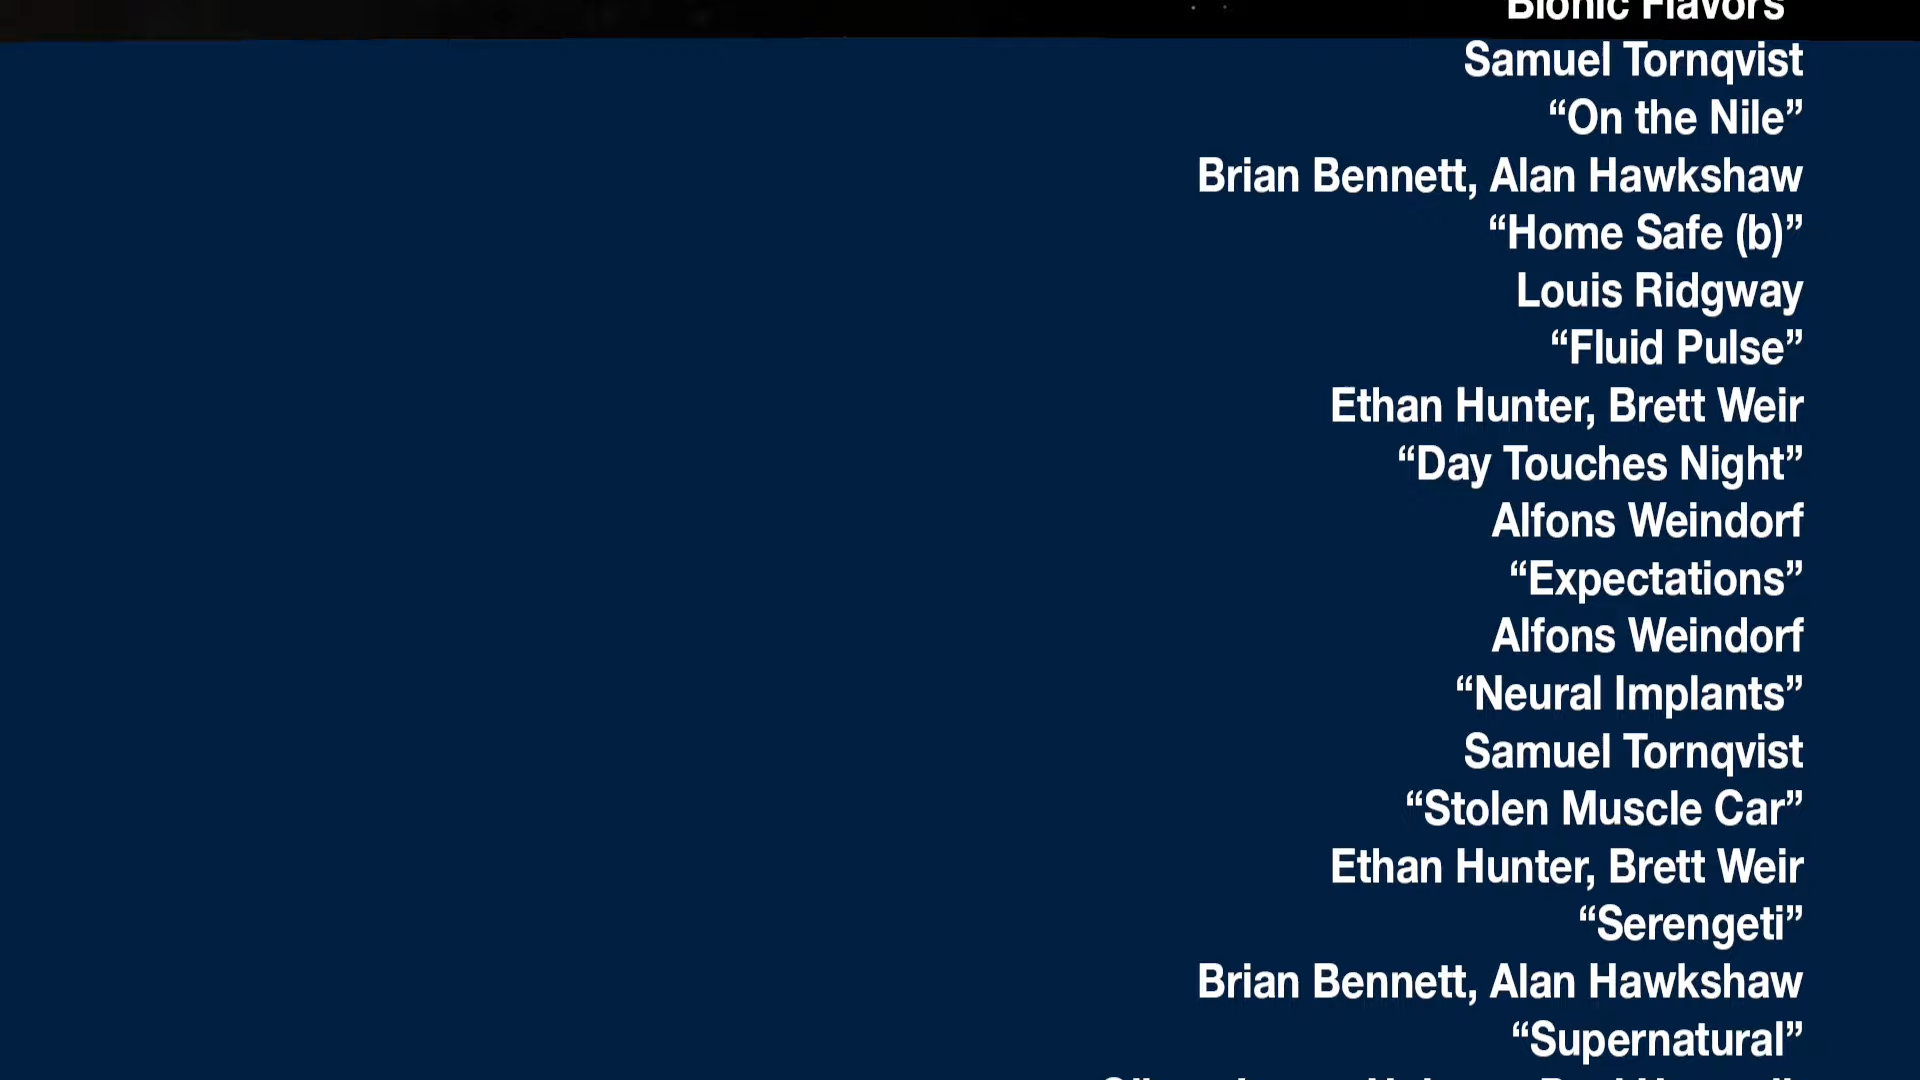 Bionic Flavors
Samuel Tornqvist
“On the Nile”
Brian Bennett, Alan Hawkshaw
“Home Safe (b)”
Louis Ridgway
“Fluid Pulse”
Ethan Hunter, Brett Weir
“Day Touches Night”
Alfons Weindorf
“Expectations”
Alfons Weindorf
“Neural Implants”
Samuel Tornqvist
“Stolen Muscle Car”
Ethan Hunter, Brett Weir
“Serengeti”
Brian Bennett, Alan Hawkshaw
“Supernatural”